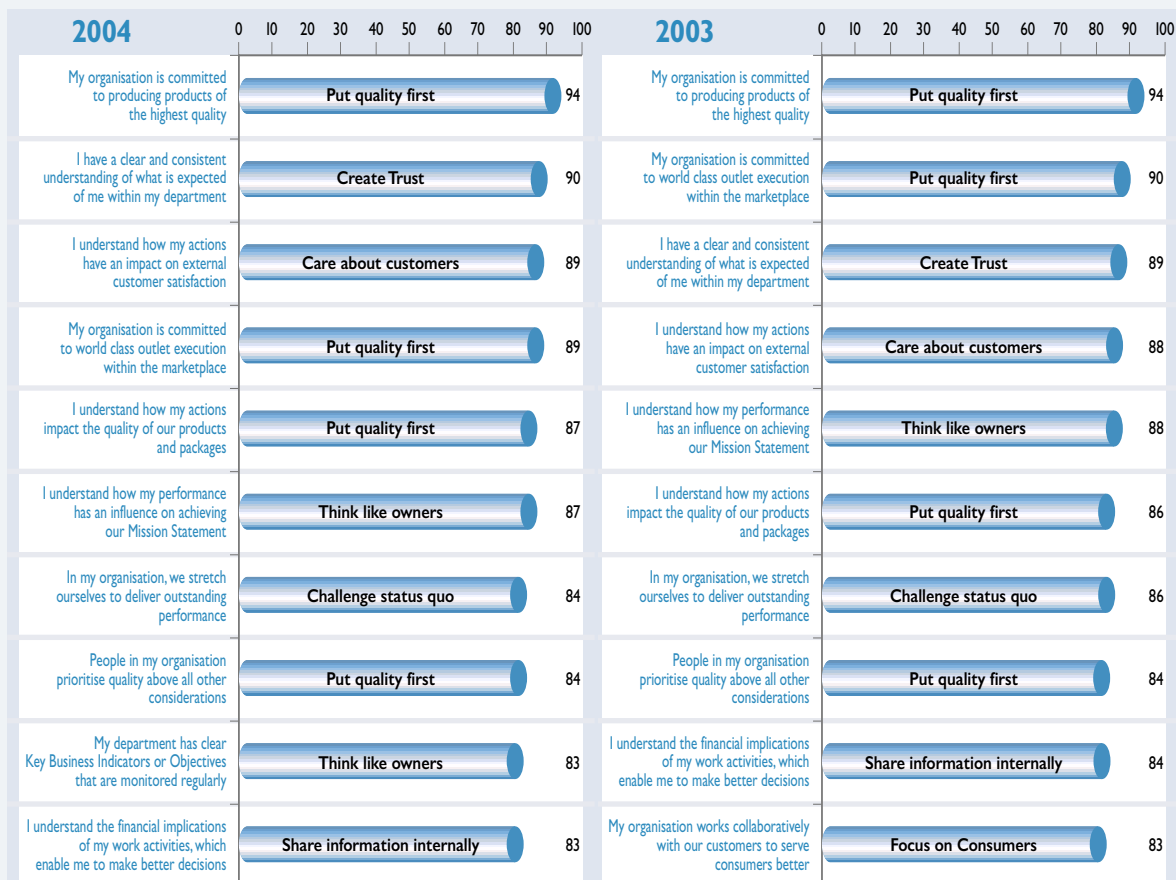 2004
0 10 20 30 40 50 60 70 80 90 100
My organisation is committed
to producing products of
the highest quality
Put quality first
94
I have a clear and consistent
understanding of what is expected
of me within my department
Create Trust
90
I understand how my actions
have an impact on external
customer satisfaction
Care about customers
89
My organisation is committed
to world class outlet execution
within the marketplace
Put quality first
89
I understand how my actions
impact the quality of our products
and packages
Put quality first
87
I understand how my performance
has an influence on achieving
our Mission Statement
Think like owners
87
In my organisation, we stretch
ourselves to deliver outstanding
performance
Challenge status quo
84
People in my organisation
prioritise quality above all other
considerations
Put quality first
84
My department has clear
Key Business Indicators or Objectives
that are monitored regularly
Think like owners
83
I understand the financial implications
of my work activities, which
enable me to make better decisions
Share information internally
83
2003
0 10 20 30 40 50 60 70 80 90 100
My organisation is committed
to producing products of
the highest quality
Put quality first
94
My organisation is committed
to world class outlet execution
within the marketplace
Put quality first
90
I have a clear and consistent
understanding of what is expected
of me within my department
Create Trust
89
I understand how my actions
have an impact on external
customer satisfaction
Care about customers
88
I understand how my performance
has an influence on achieving
our Mission Statement
Think like owners
88
I understand how my actions
impact the quality of our products
and packages
Put quality first
86
In my organisation, we stretch
ourselves to deliver outstanding
performance
Challenge status quo
86
People in my organisation
prioritise quality above all other
considerations
Put quality first
84
I understand the financial implications
of my work activities, which
enable me to make better decisions
Share information internally
84
My organisation works collaboratively
with our customers to serve
consumers better
Focus on Consumers
83